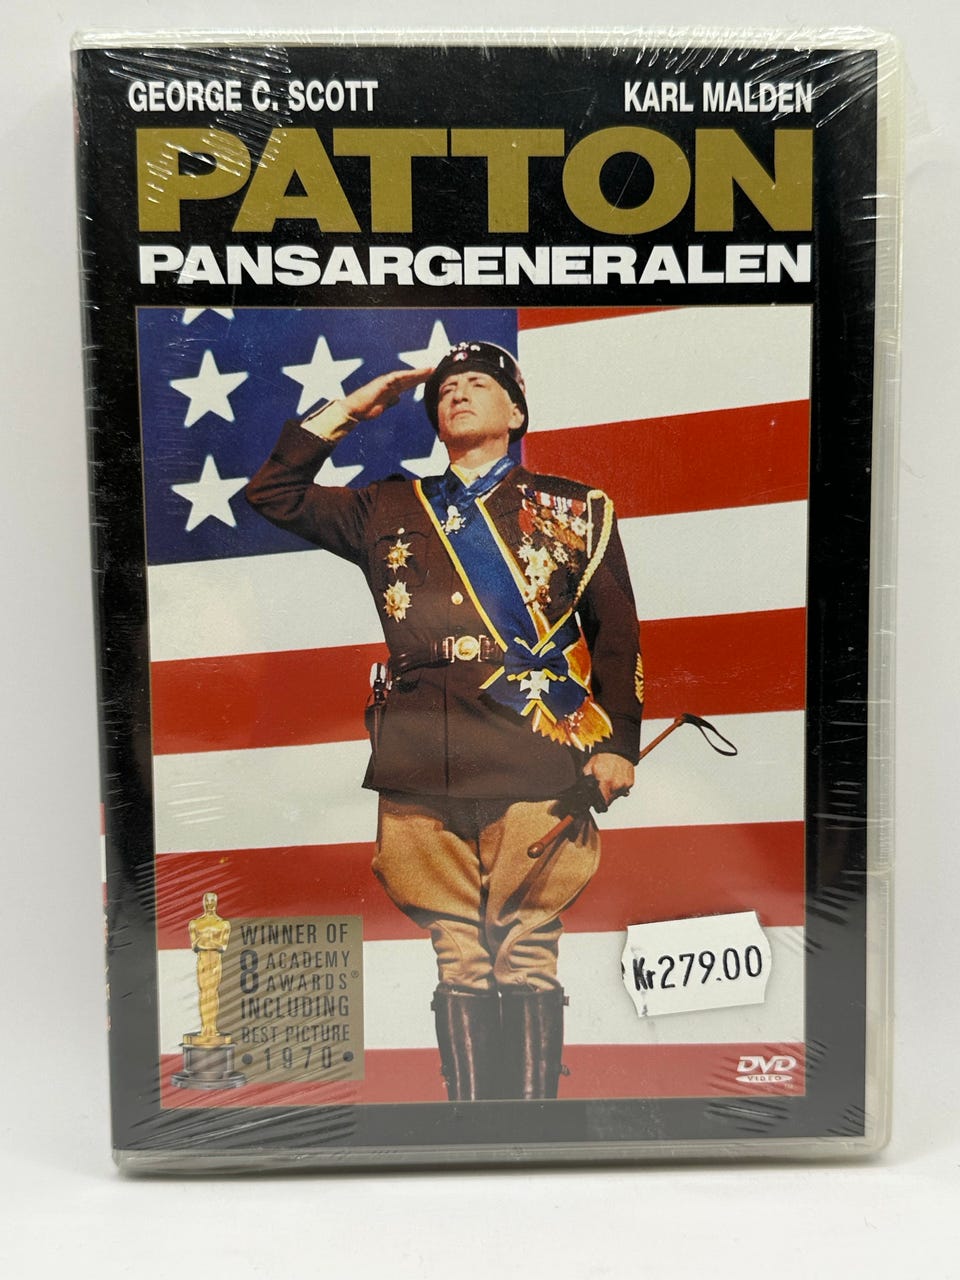 GEORGE C. SCOTT
KARL MALDEN
PATTON
PANSARGENERALEN
WINNER OF
8 ACADEMY
AWARDS®
INCLUDING
BEST PICTURE
• 1970 •
Kr279.00
DVD
VIDEO